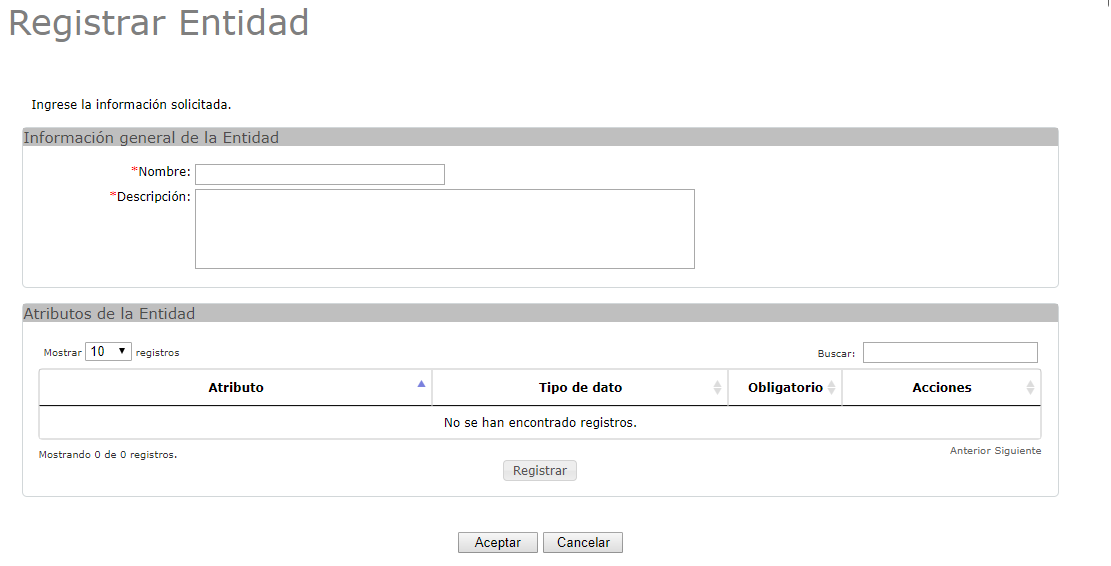 Registrar Entidad
Ingrese la información solicitada.
Información general de la Entidad
*Nombre:
*Descripción:
Atributos de la Entidad
Mostrar 10 registros Buscar:
Atributo Tipo de dato Obligatorio Acciones
No se han encontrado registros.
Mostrando 0 de 0 registros. Anterior Siguiente
Registrar
Aceptar Cancelar